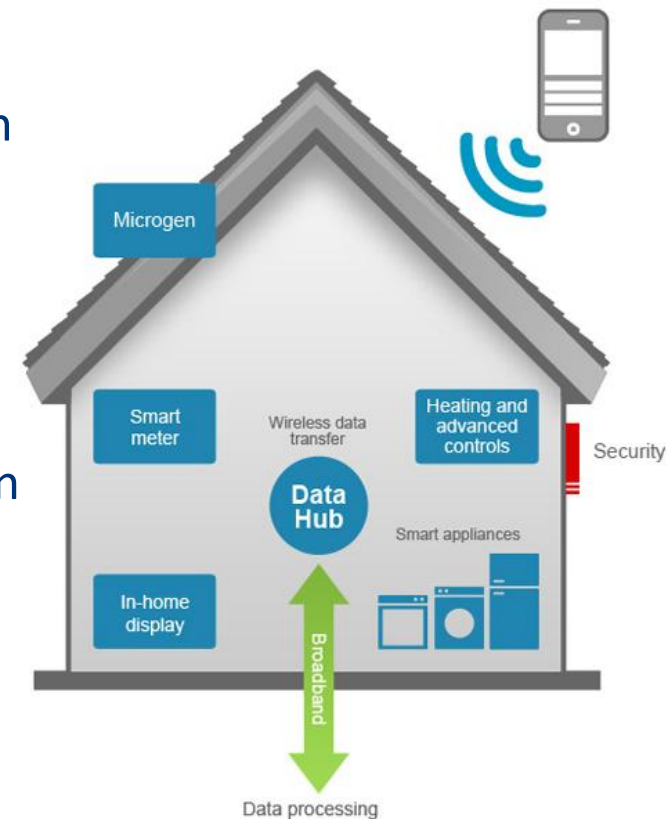 Microgen
Smart
meter
Wireless data
transfer
Heating and
advanced
controls
Security
Data
Hub
Smart appliances
In-home
display
Broadband
Data processing